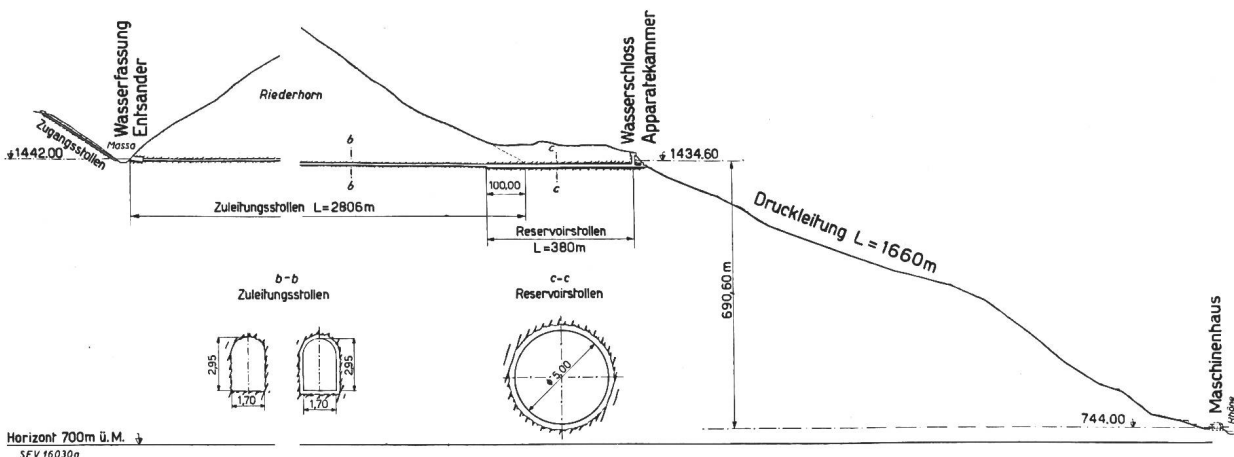 Wasserfassung
Entsander
Zugangsstollen
Massa
Riederhorn
Wasserschloss
Apparatekammer
1442.00
1434.60
b
b
c
c
100,00
Zuleitungsstollen L=2806m
Reservoirstollen
L=380m
Druckleitung L=1660m
690,60m
b-b
Zuleitungsstollen
c-c
Reservoirstollen
2,95
1,70
1,70
2,95
5,00
Maschinenhaus
Rhône
744.00
Horizont 700m ü.M.
SEV 16030a